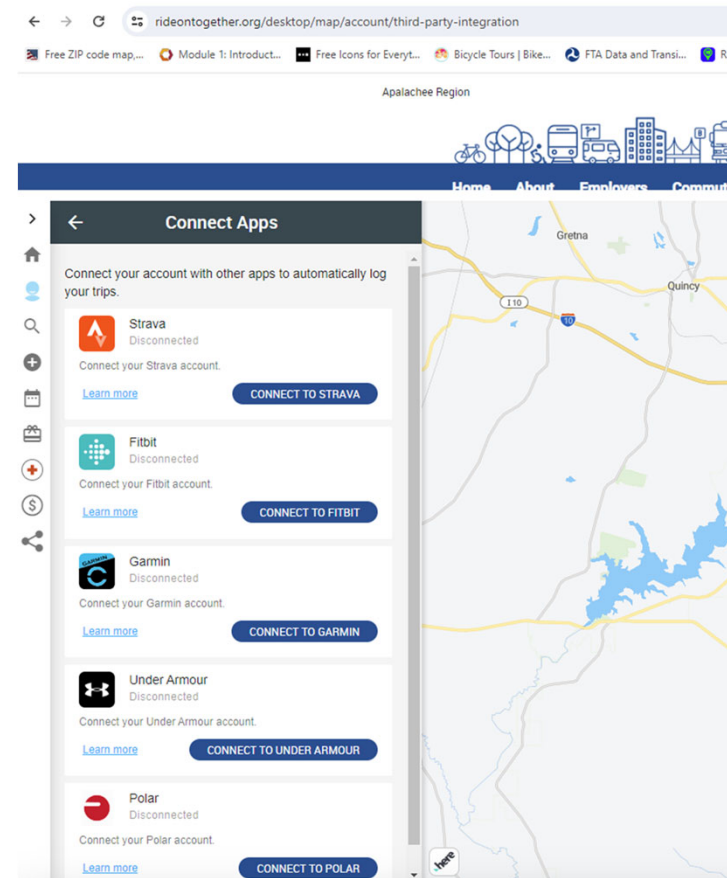 rideontogether.org/desktop/map/account/third-party-integration
Free ZIP code map,... Module 1: Introduct... Free Icons for Everyt... Bicycle Tours | Bike... FTA Data and Transi... R
Apalachee Region
Home About Employers Commut
Connect Apps
Connect your account with other apps to automatically log
your trips.
Strava
Disconnected
Connect your Strava account.
Learn more CONNECT TO STRAVA
Fitbit
Disconnected
Connect your Fitbit account.
Learn more CONNECT TO FITBIT
GARMIN
Garmin
Disconnected
Connect your Garmin account.
Learn more CONNECT TO GARMIN
Under Armour
Disconnected
Connect your Under Armour account.
Learn more CONNECT TO UNDER ARMOUR
Polar
Disconnected
Connect your Polar account.
Learn more CONNECT TO POLAR
Gretna
Quincy
I 10
10
here